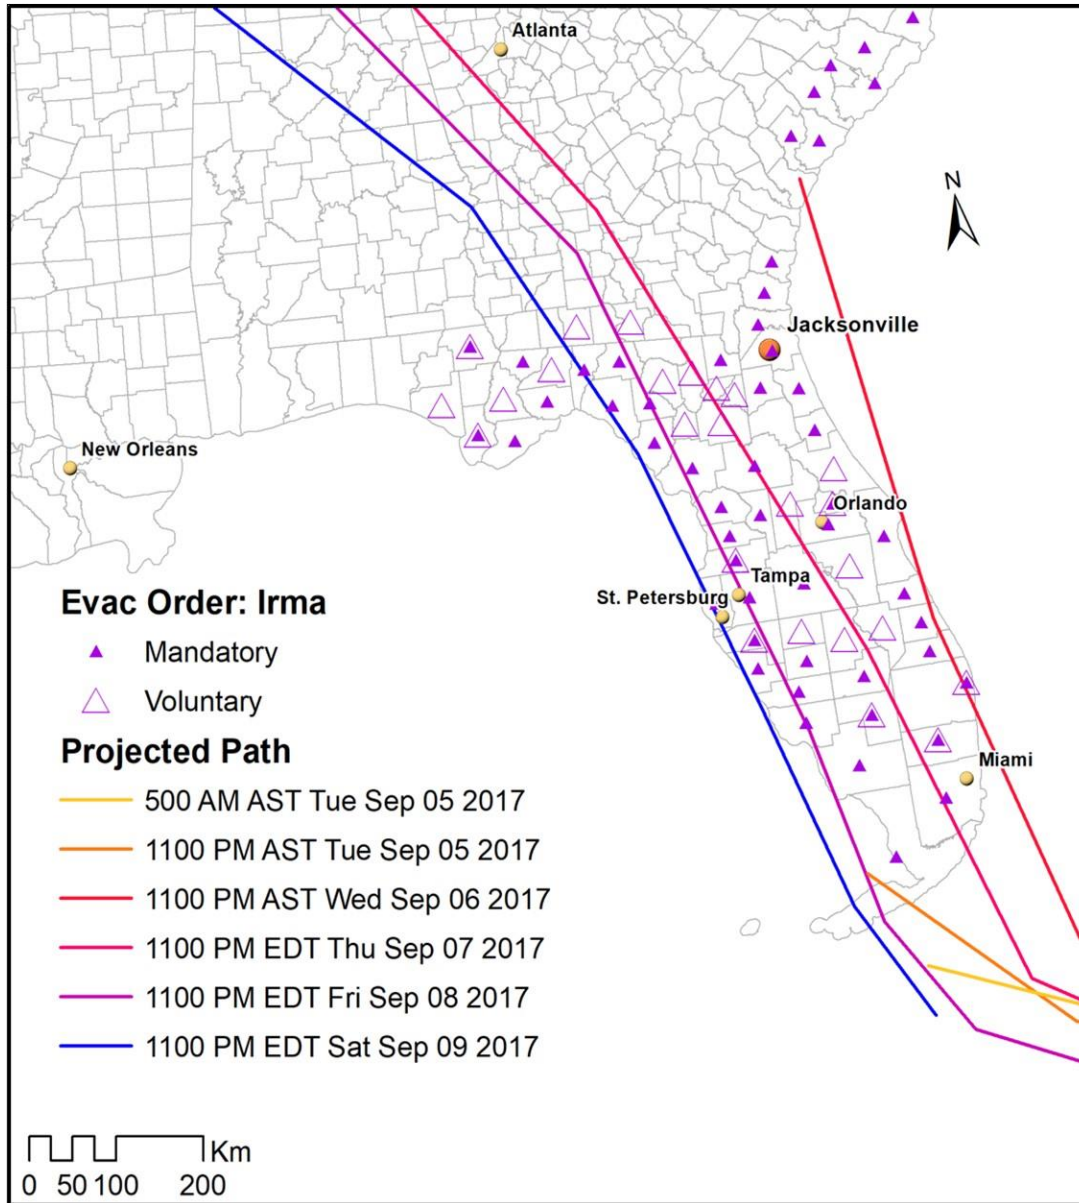 Atlanta
N
Jacksonville
New Orleans
Orlando
Tampa
St. Petersburg
Miami
Evac Order: Irma
Mandatory
Voluntary
Projected Path
500 AM AST Tue Sep 05 2017
1100 PM AST Tue Sep 05 2017
1100 PM AST Wed Sep 06 2017
1100 PM EDT Thu Sep 07 2017
1100 PM EDT Fri Sep 08 2017
1100 PM EDT Sat Sep 09 2017
Km
0 50 100 200